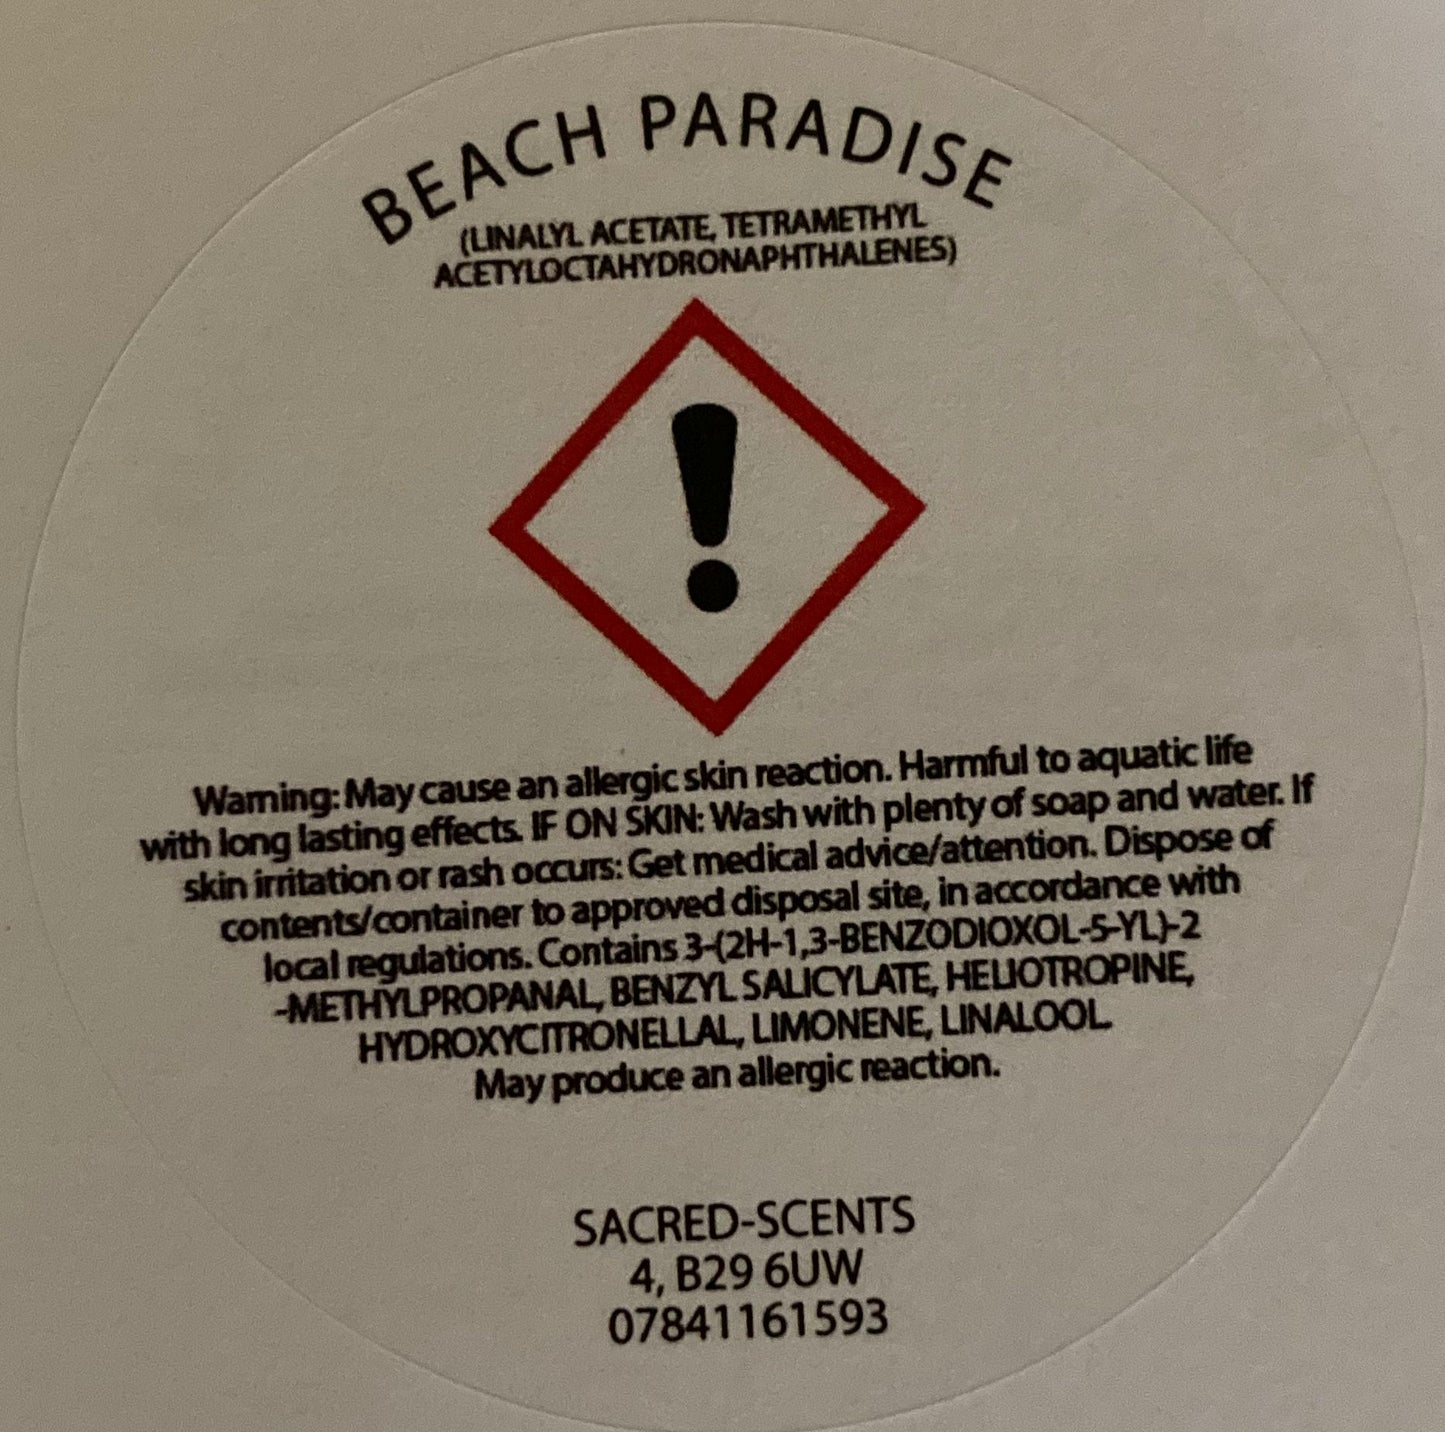 BEACH PARADISE
(LINALYL ACETATE, TETRAMETHYL
ACETYLOCTAHYDRONAPHTHALENES)
Warning: May cause an allergic skin reaction. Harmful to aquatic life
with long lasting effects. IF ON SKIN: Wash with plenty of soap and water. If
skin irritation or rash occurs: Get medical advice/attention. Dispose of
contents/container to approved disposal site, in accordance with
local regulations. Contains 3-(2H-1,3-BENZODIOXOL-5-YL)-2
-METHYLPROPANAL, BENZYL SALICYLATE, HELIOTROPINE,
HYDROXYCITRONELLAL, LIMONENE, LINALOOL.
May produce an allergic reaction.
SACRED-SCENTS
4, B29 6UW
07841161593